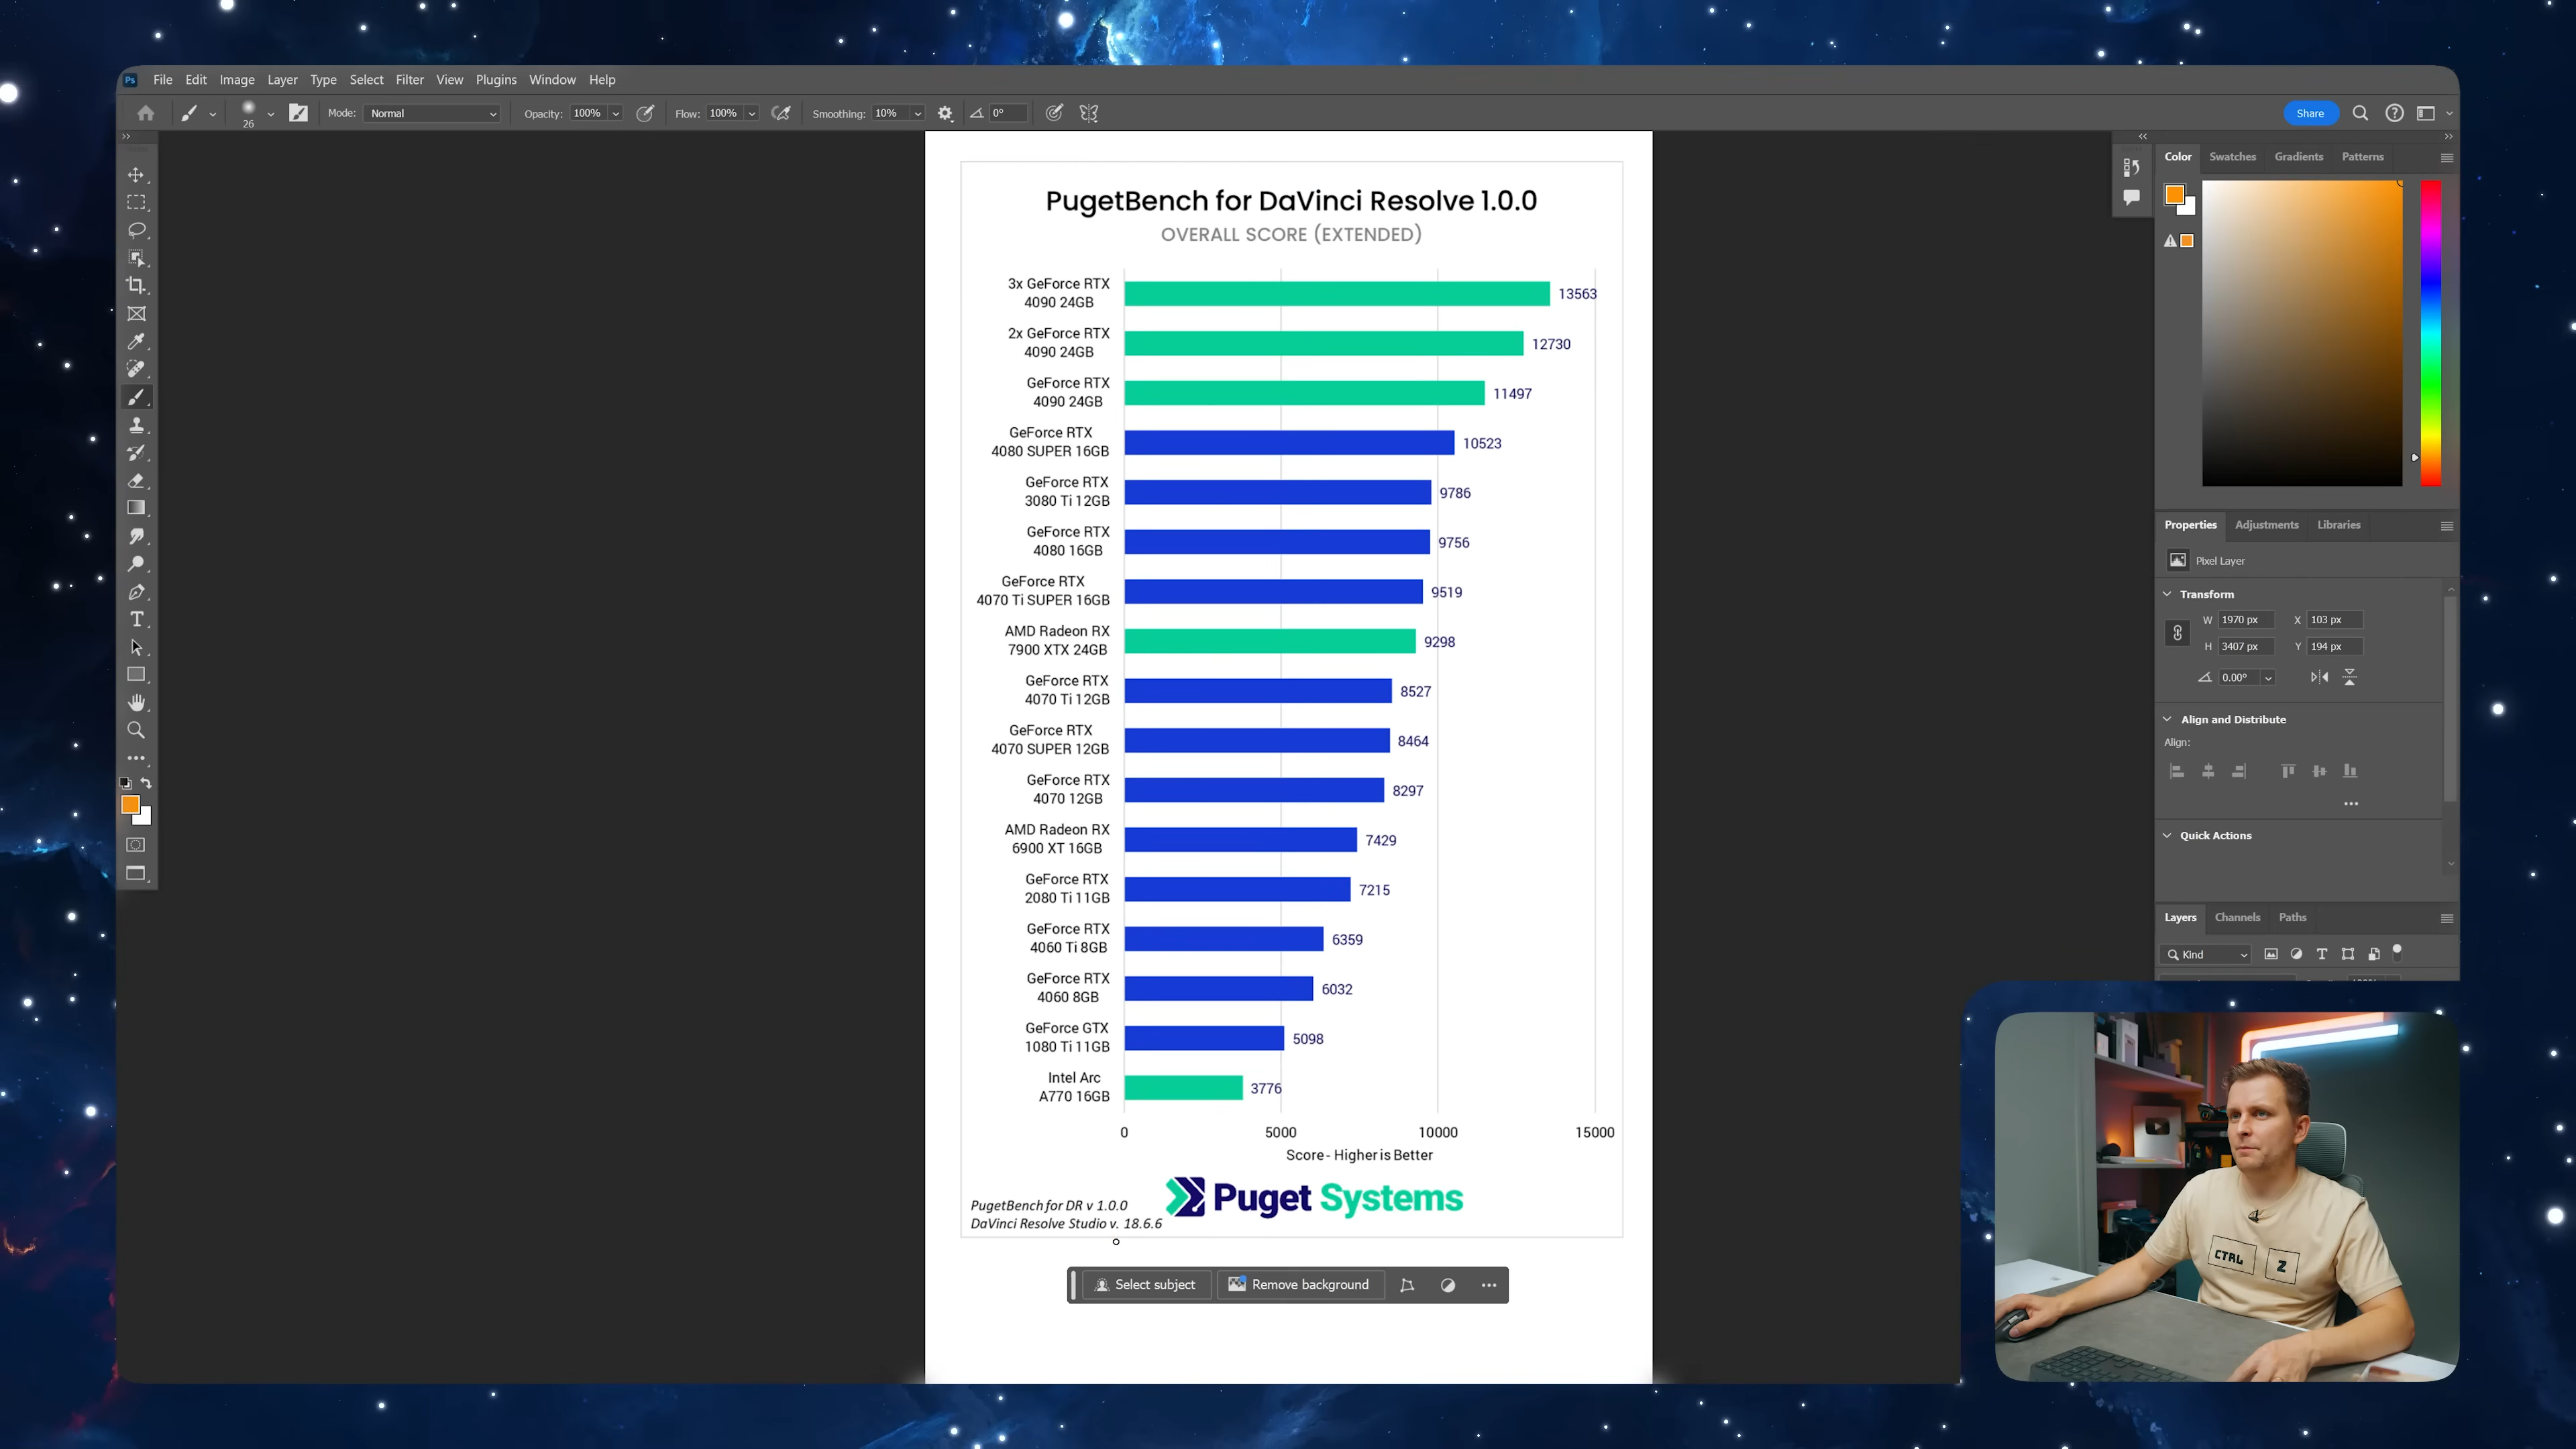 Ps File Edit Image Layer Type Select Filter View Plugins Window Help
26 Mode: Normal Opacity: 100% Flow: 100% Smoothing: 10% 0° Share
Color Swatches Gradients Patterns
PugetBench for DaVinci Resolve 1.0.0
OVERALL SCORE (EXTENDED)
3x GeForce RTX
4090 24GB
13563
2x GeForce RTX
4090 24GB
12730
GeForce RTX
4090 24GB
11497
GeForce RTX
4080 SUPER 16GB
10523
GeForce RTX
3080 Ti 12GB
9786
GeForce RTX
4080 16GB
9756
GeForce RTX
4070 Ti SUPER 16GB
9519
AMD Radeon RX
7900 XTX 24GB
9298
GeForce RTX
4070 Ti 12GB
8527
GeForce RTX
4070 SUPER 12GB
8464
GeForce RTX
4070 12GB
8297
AMD Radeon RX
6900 XT 16GB
7429
GeForce RTX
2080 Ti 11GB
7215
GeForce RTX
4060 Ti 8GB
6359
GeForce RTX
4060 8GB
6032
GeForce GTX
1080 Ti 11GB
5098
Intel Arc
A770 16GB
3776
0 5000 10000 15000
Score - Higher is Better
PugetBench for DR v 1.0.0
DaVinci Resolve Studio v. 18.6.6
Puget Systems
Select subject Remove background
Properties Adjustments Libraries
Pixel Layer
Transform
W 1970 px X 103 px
H 3407 px Y 194 px
0.00°
Align and Distribute
Align:
Quick Actions
Layers Channels Paths
Kind
CTRL Z